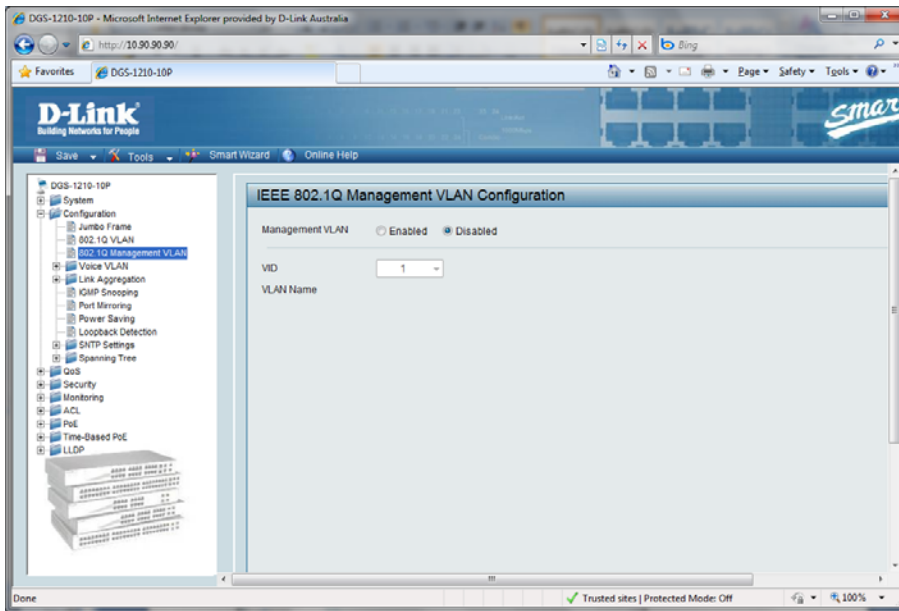 DGS-1210-10P - Microsoft Internet Explorer provided by D-Link Australia
http://10.90.90.90/
Bing
Favorites
DGS-1210-10P
Page
Safety
Tools
D-Link
Building Networks for People
smar
Save
Tools
Smart Wizard
Online Help
DGS-1210-10P
System
Configuration
Jumbo Frame
802.1Q VLAN
802.1Q Management VLAN
Voice VLAN
Link Aggregation
IGMP Snooping
Port Mirroring
Power Saving
Loopback Detection
SNTP Settings
Spanning Tree
QoS
Security
Monitoring
ACL
PoE
Time-Based PoE
LLDP
IEEE 802.1Q Management VLAN Configuration
Management VLAN
Enabled
Disabled
VID
1
VLAN Name
Done
Trusted sites | Protected Mode: Off
100%